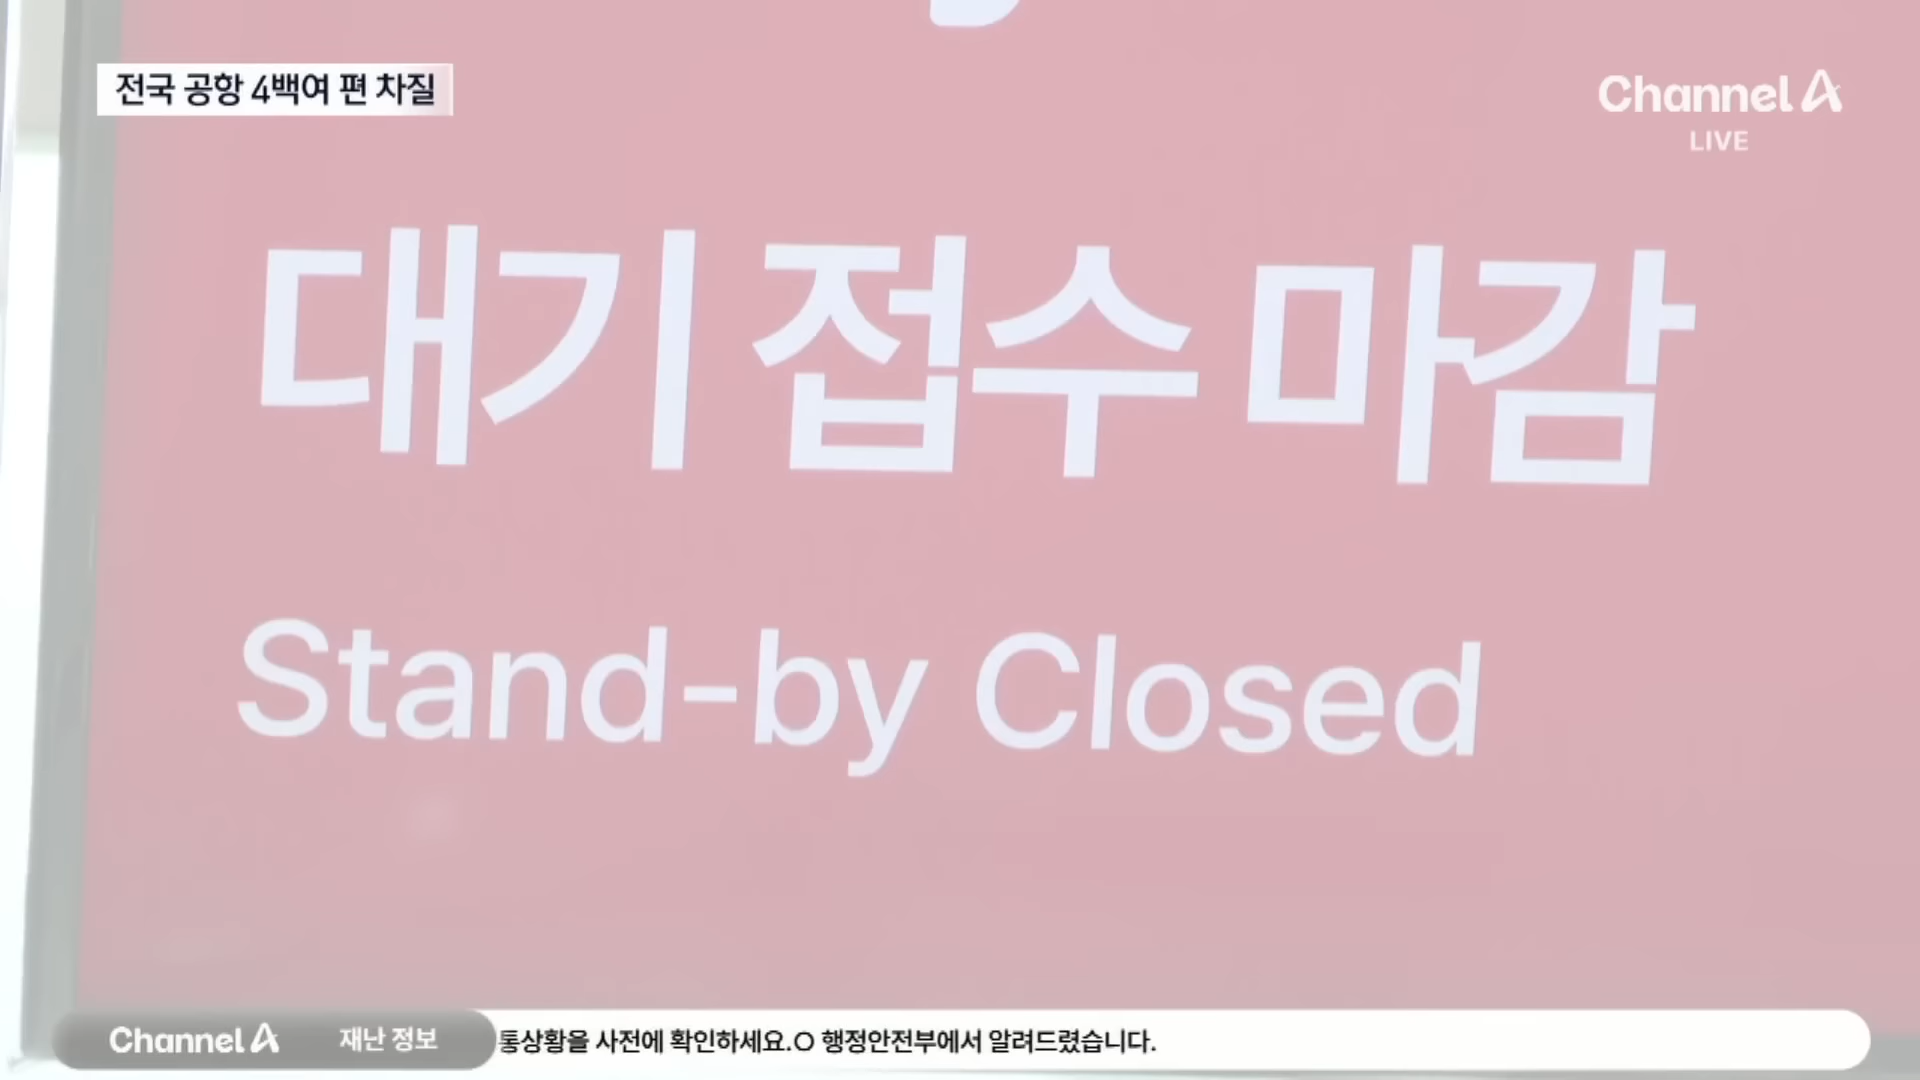 전국 공항 4백여 편 차질
Channel A
LIVE
대기 접수 마감
Stand-by Closed
Channel A 재난 정보 통상황을 사전에 확인하세요.O 행정안전부에서 알려드렸습니다.